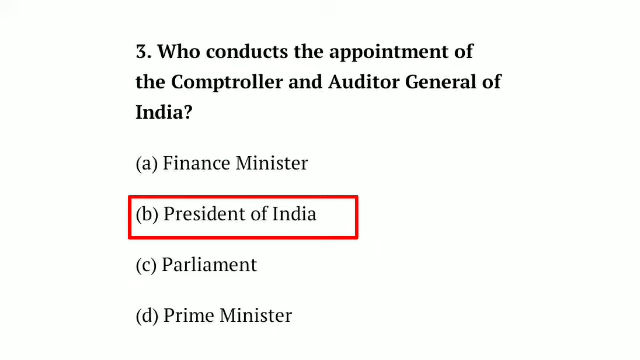 3. Who conducts the appointment of
the Comptroller and Auditor General of
India?
(a) Finance Minister
(b) President of India
(c) Parliament
(d) Prime Minister